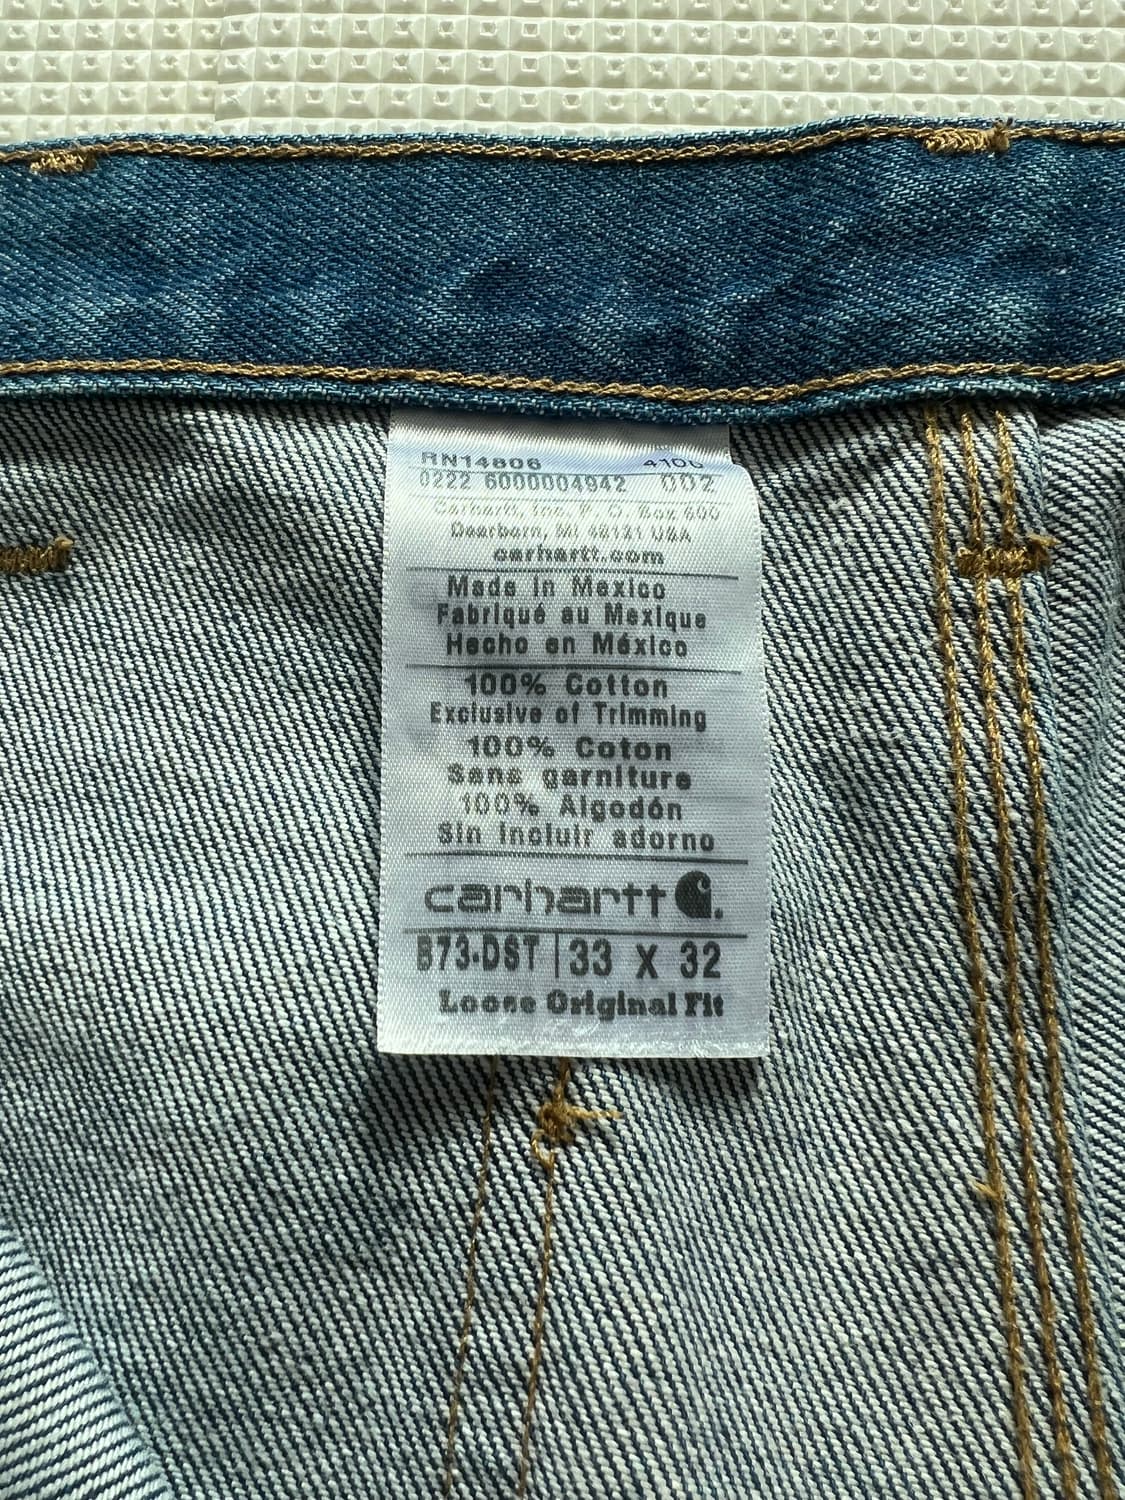 RN14806 4106
0222 6000004942 002
Carhartt, Inc. P. O. Box 600
Dearborn, MI 48121 USA
carhartt.com
Made in Mexico
Fabriqué au Mexique
Hecho en México
100% Cotton
Exclusive of Trimming
100% Coton
Sans garniture
100% Algodón
Sin incluir adorno
carhartt
B73-DST 33 X 32
Loose Original Fit